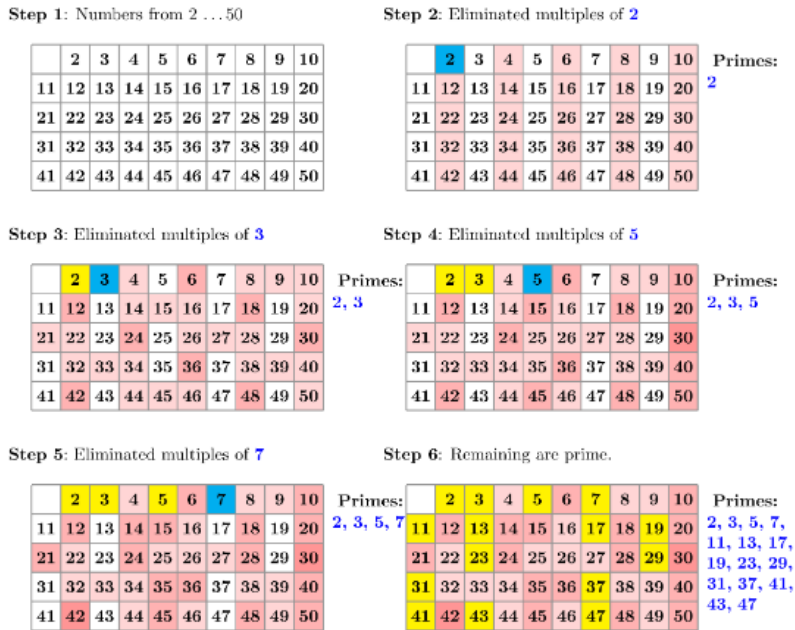 Step 1: Numbers from 2 ... 50
2 3 4 5 6 7 8 9 10
11 12 13 14 15 16 17 18 19 20
21 22 23 24 25 26 27 28 29 30
31 32 33 34 35 36 37 38 39 40
41 42 43 44 45 46 47 48 49 50
Step 2: Eliminated multiples of 2
2 3 4 5 6 7 8 9 10
11 12 13 14 15 16 17 18 19 20
21 22 23 24 25 26 27 28 29 30
31 32 33 34 35 36 37 38 39 40
41 42 43 44 45 46 47 48 49 50
Primes:
2
Step 3: Eliminated multiples of 3
2 3 4 5 6 7 8 9 10
11 12 13 14 15 16 17 18 19 20
21 22 23 24 25 26 27 28 29 30
31 32 33 34 35 36 37 38 39 40
41 42 43 44 45 46 47 48 49 50
Primes:
2, 3
Step 4: Eliminated multiples of 5
2 3 4 5 6 7 8 9 10
11 12 13 14 15 16 17 18 19 20
21 22 23 24 25 26 27 28 29 30
31 32 33 34 35 36 37 38 39 40
41 42 43 44 45 46 47 48 49 50
Primes:
2, 3, 5
Step 5: Eliminated multiples of 7
2 3 4 5 6 7 8 9 10
11 12 13 14 15 16 17 18 19 20
21 22 23 24 25 26 27 28 29 30
31 32 33 34 35 36 37 38 39 40
41 42 43 44 45 46 47 48 49 50
Primes:
2, 3, 5, 7
Step 6: Remaining are prime.
2 3 4 5 6 7 8 9 10
11 12 13 14 15 16 17 18 19 20
21 22 23 24 25 26 27 28 29 30
31 32 33 34 35 36 37 38 39 40
41 42 43 44 45 46 47 48 49 50
Primes:
2, 3, 5, 7,
11, 13, 17,
19, 23, 29,
31, 37, 41,
43, 47